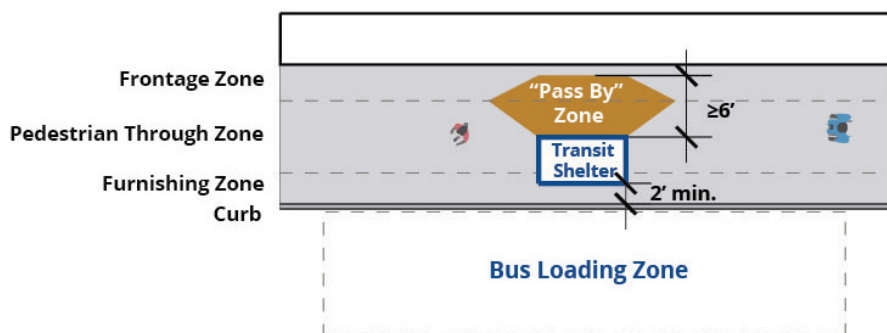 Frontage Zone
“Pass By”
Zone
≥6’
Pedestrian Through Zone
Transit
Shelter
Furnishing Zone
2’ min.
Curb
Bus Loading Zone